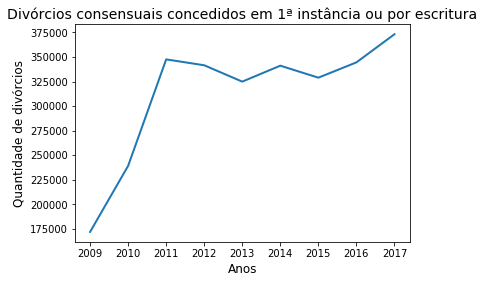 Divórcios consensuais concedidos em 1ª instância ou por escritura
375000
350000
325000
300000
275000
250000
225000
200000
175000
Quantidade de divórcios
2009 2010 2011 2012 2013 2014 2015 2016 2017
Anos